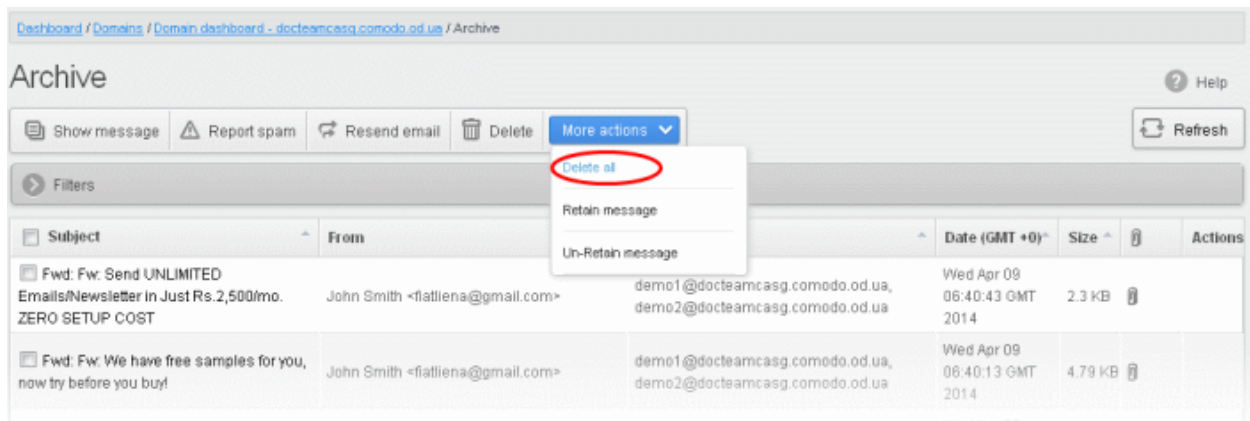 Dashboard / Domains / Domain dashboard - docteamcasg.comodo.od.ua / Archive
Archive
Help
Show message Report spam Resend email Delete More actions Refresh
Delete all
Filters
Retain message
Un-Retain message
Subject From Date (GMT +0) Size Actions
Fwd: Fw: Send UNLIMITED
Emails/Newsletter in Just Rs.2,500/mo.
ZERO SETUP COST
John Smith <flatliena@gmail.com>
demo1@docteamcasg.comodo.od.ua,
demo2@docteamcasg.comodo.od.ua
Wed Apr 09
06:40:43 GMT
2014
2.3 KB
Fwd: Fw: We have free samples for you,
now try before you buy!
John Smith <flatliena@gmail.com>
demo1@docteamcasg.comodo.od.ua,
demo2@docteamcasg.comodo.od.ua
Wed Apr 09
06:40:13 GMT
2014
4.79 KB